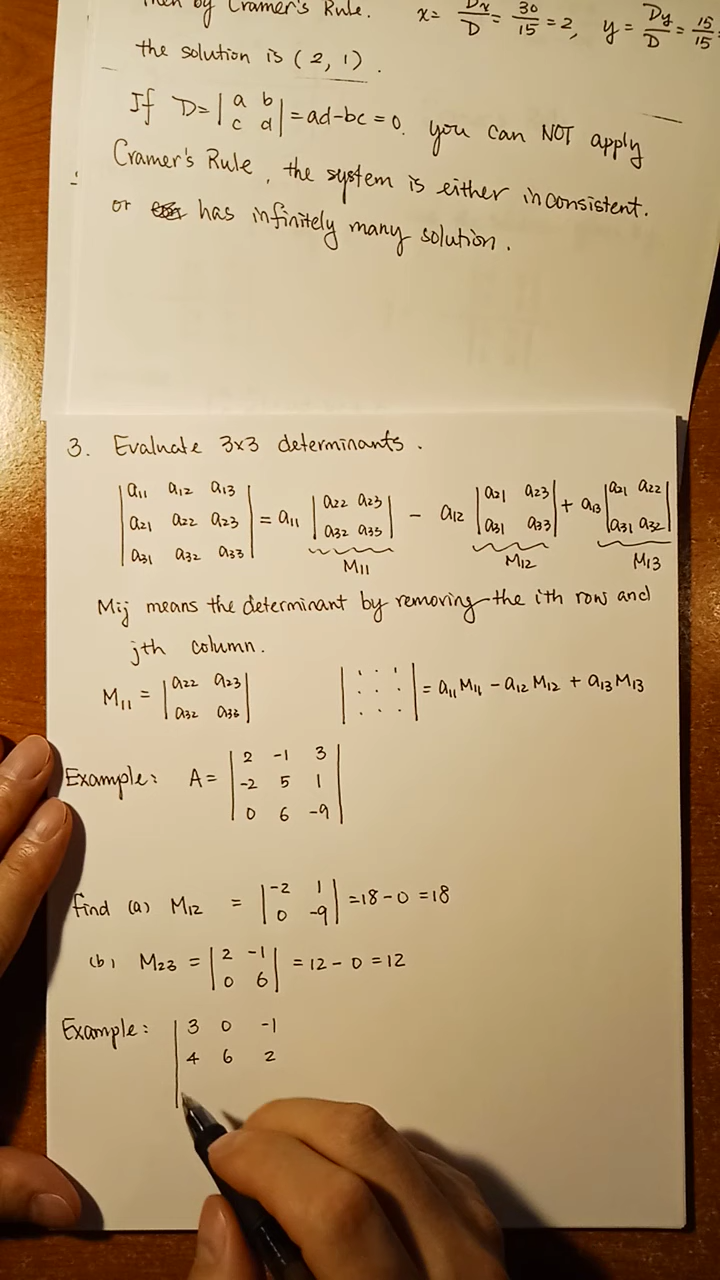 Then by Cramer's Rule. x = Dx/D = 30/15 = 2, y = Dy/D = 15/15 =
the solution is (2, 1).
If D = |a b; c d| = ad-bc = 0. you can NOT apply
Cramer's Rule, the system is either inconsistent.
or has infinitely many solution.
3. Evaluate 3x3 determinants.
|a11 a12 a13; a21 a22 a23; a31 a32 a33| = a11 |a22 a23; a32 a33| - a12 |a21 a23; a31 a33| + a13 |a21 a22; a31 a32|
M11 M12 M13
Mij means the determinant by removing the ith row and
jth column.
M11 = |a22 a23; a32 a33| |. . .; . . .; . . .| = a11 M11 - a12 M12 + a13 M13
Example: A = |2 -1 3; -2 5 1; 0 6 -9|
find (a) M12 = |-2 1; 0 -9| = 18 - 0 = 18
(b) M23 = |2 -1; 0 6| = 12 - 0 = 12
Example: |3 0 -1
4 6 2